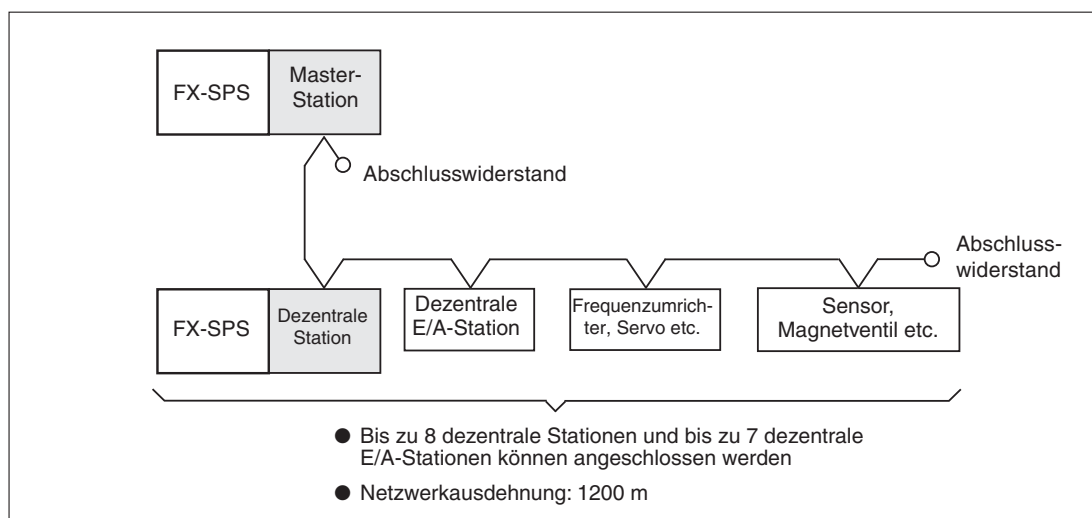 FX-SPS
Master-
Station
Abschlusswiderstand
Abschluss-
widerstand
FX-SPS
Dezentrale
Station
Dezentrale
E/A-Station
Frequenzumrich-
ter, Servo etc.
Sensor,
Magnetventil etc.
● Bis zu 8 dezentrale Stationen und bis zu 7 dezentrale
E/A-Stationen können angeschlossen werden
● Netzwerkausdehnung: 1200 m